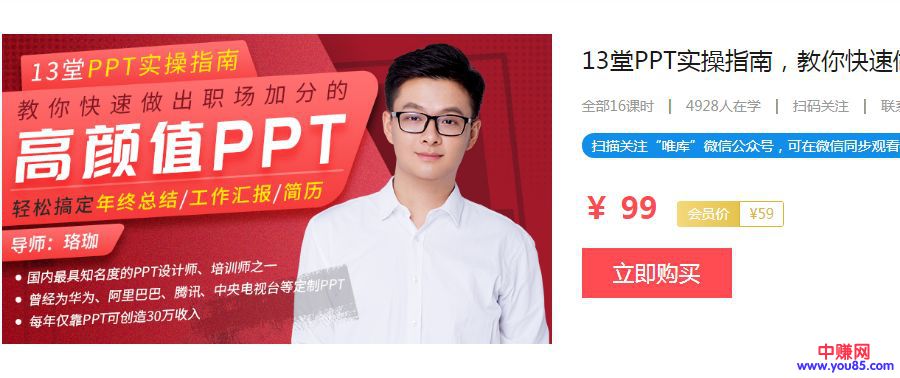 13堂PPT实操指南
教你快速做出职场加分的
高颜值PPT
轻松搞定年终总结/工作汇报/简历
导师：珞珈
● 国内最具知名度的PPT设计师、培训师之一
● 曾经为华为、阿里巴巴、腾讯、中央电视台等定制PPT
● 每年仅靠PPT可创造30万收入
13堂PPT实操指南，教你快速
全部16课时 | 4928人在学 | 扫码关注 | 联
扫描关注“唯库”微信公众号，可在微信同步观看
￥ 99 会员价 ¥59
立即购买
中赚网
www.you85.com